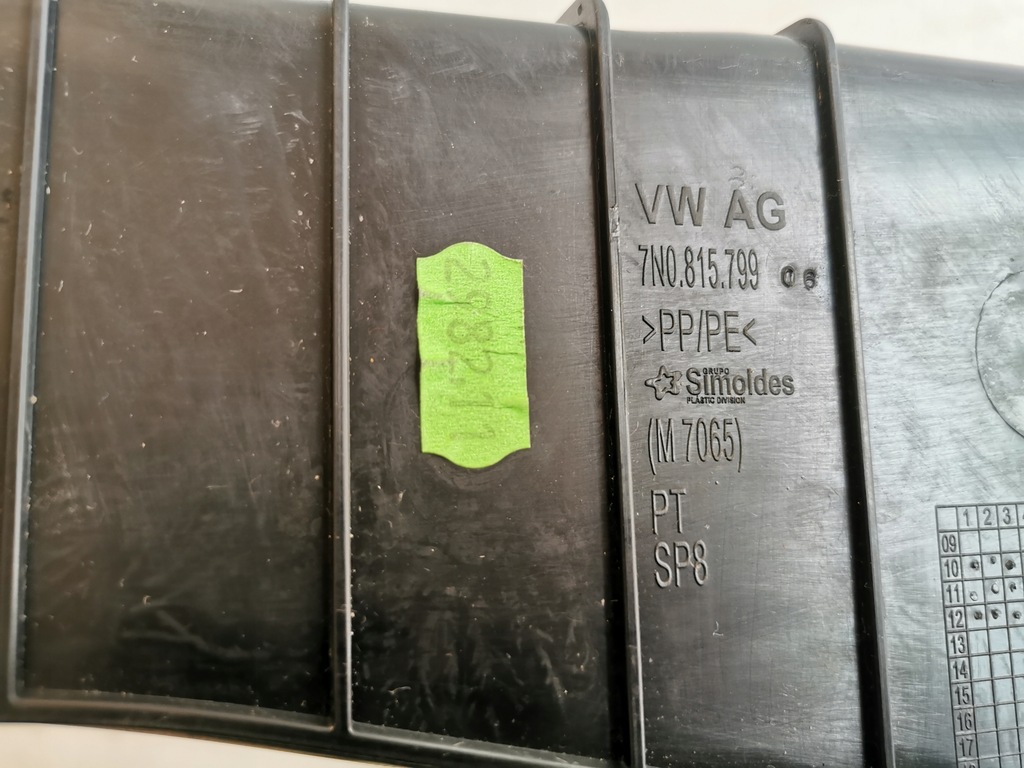 VW AG
7N0.815.799 06
>PP/PE<
GRUPO
Simoldes
PLASTIC DIVISION
(M 7065)
PT
SP8
1 2 3
09
10
11
12
13
14
15
16
17